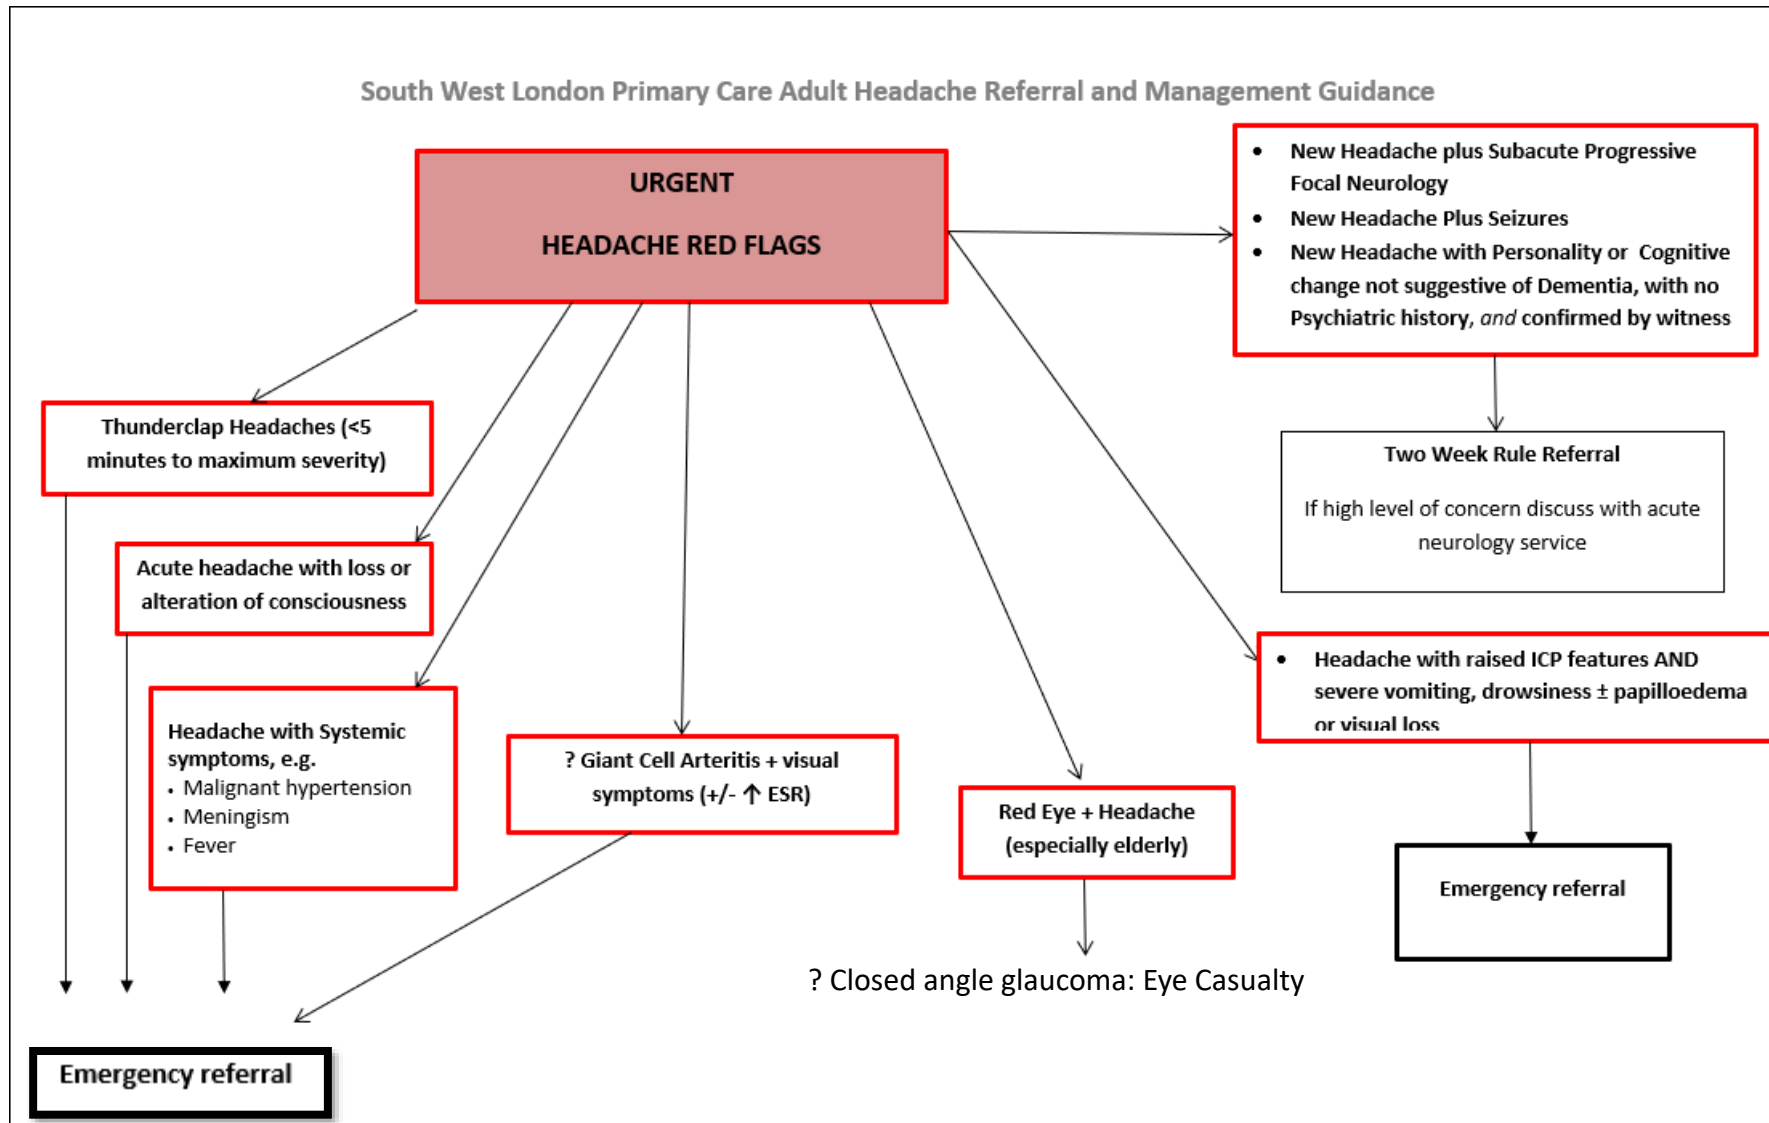 South West London Primary Care Adult Headache Referral and Management Guidance
URGENT
HEADACHE RED FLAGS
• New Headache plus Subacute Progressive
Focal Neurology
• New Headache Plus Seizures
• New Headache with Personality or Cognitive
change not suggestive of Dementia, with no
Psychiatric history, and confirmed by witness
Thunderclap Headaches (<5
minutes to maximum severity)
Two Week Rule Referral
If high level of concern discuss with acute
neurology service
Acute headache with loss or
alteration of consciousness
• Headache with raised ICP features AND
severe vomiting, drowsiness ± papilloedema
or visual loss
Headache with Systemic
symptoms, e.g.
• Malignant hypertension
• Meningism
• Fever
? Giant Cell Arteritis + visual
symptoms (+/- ↑ ESR)
Red Eye + Headache
(especially elderly)
Emergency referral
? Closed angle glaucoma: Eye Casualty
Emergency referral